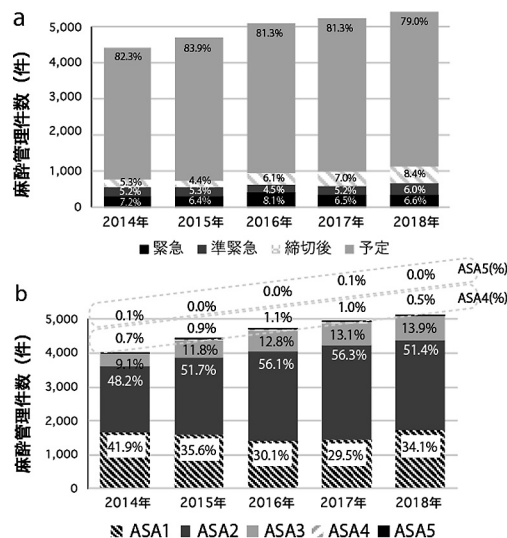 a
麻酔管理件数（件）
5,000
4,000
3,000
2,000
1,000
0
82.3% 83.9% 81.3% 81.3% 79.0%
5.3% 4.4% 6.1% 7.0% 8.4%
5.2% 5.3% 4.5% 5.2% 6.0%
7.2% 6.4% 8.1% 6.5% 6.6%
2014年 2015年 2016年 2017年 2018年
緊急 準緊急 締切後 予定
b
麻酔管理件数（件）
0.1% 0.0% 0.0% 0.1% 0.0% ASA5(%)
0.7% 0.9% 1.1% 1.0% 0.5% ASA4(%)
5,000
4,000
3,000
2,000
1,000
0
9.1% 11.8% 12.8% 13.1% 13.9%
48.2% 51.7% 56.1% 56.3% 51.4%
41.9% 35.6% 30.1% 29.5% 34.1%
2014年 2015年 2016年 2017年 2018年
ASA1 ASA2 ASA3 ASA4 ASA5